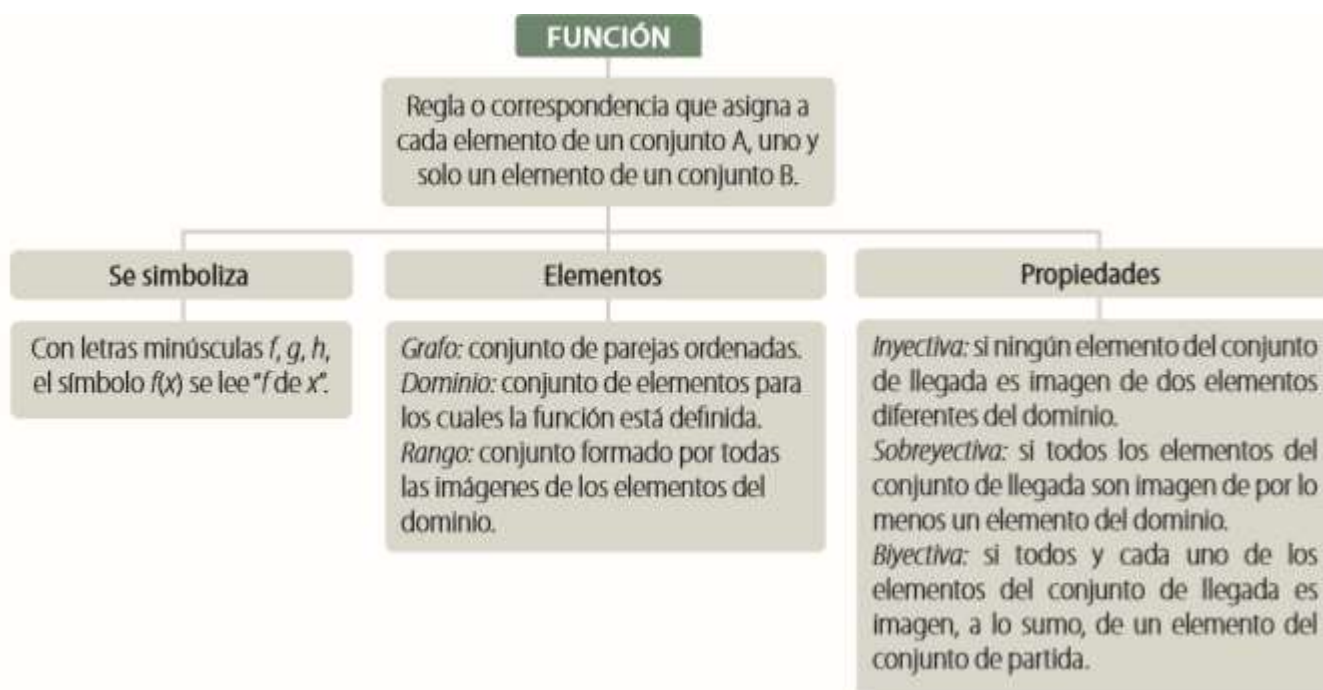 FUNCIÓN
Regla o correspondencia que asigna a
cada elemento de un conjunto A, uno y
solo un elemento de un conjunto B.
Se simboliza
Con letras minúsculas f, g, h,
el símbolo f(x) se lee "f de x".
Elementos
Grafo: conjunto de parejas ordenadas.
Dominio: conjunto de elementos para
los cuales la función está definida.
Rango: conjunto formado por todas
las imágenes de los elementos del
dominio.
Propiedades
Inyectiva: si ningún elemento del conjunto
de llegada es imagen de dos elementos
diferentes del dominio.
Sobreyectiva: si todos los elementos del
conjunto de llegada son imagen de por lo
menos un elemento del dominio.
Biyectiva: si todos y cada uno de los
elementos del conjunto de llegada es
imagen, a lo sumo, de un elemento del
conjunto de partida.